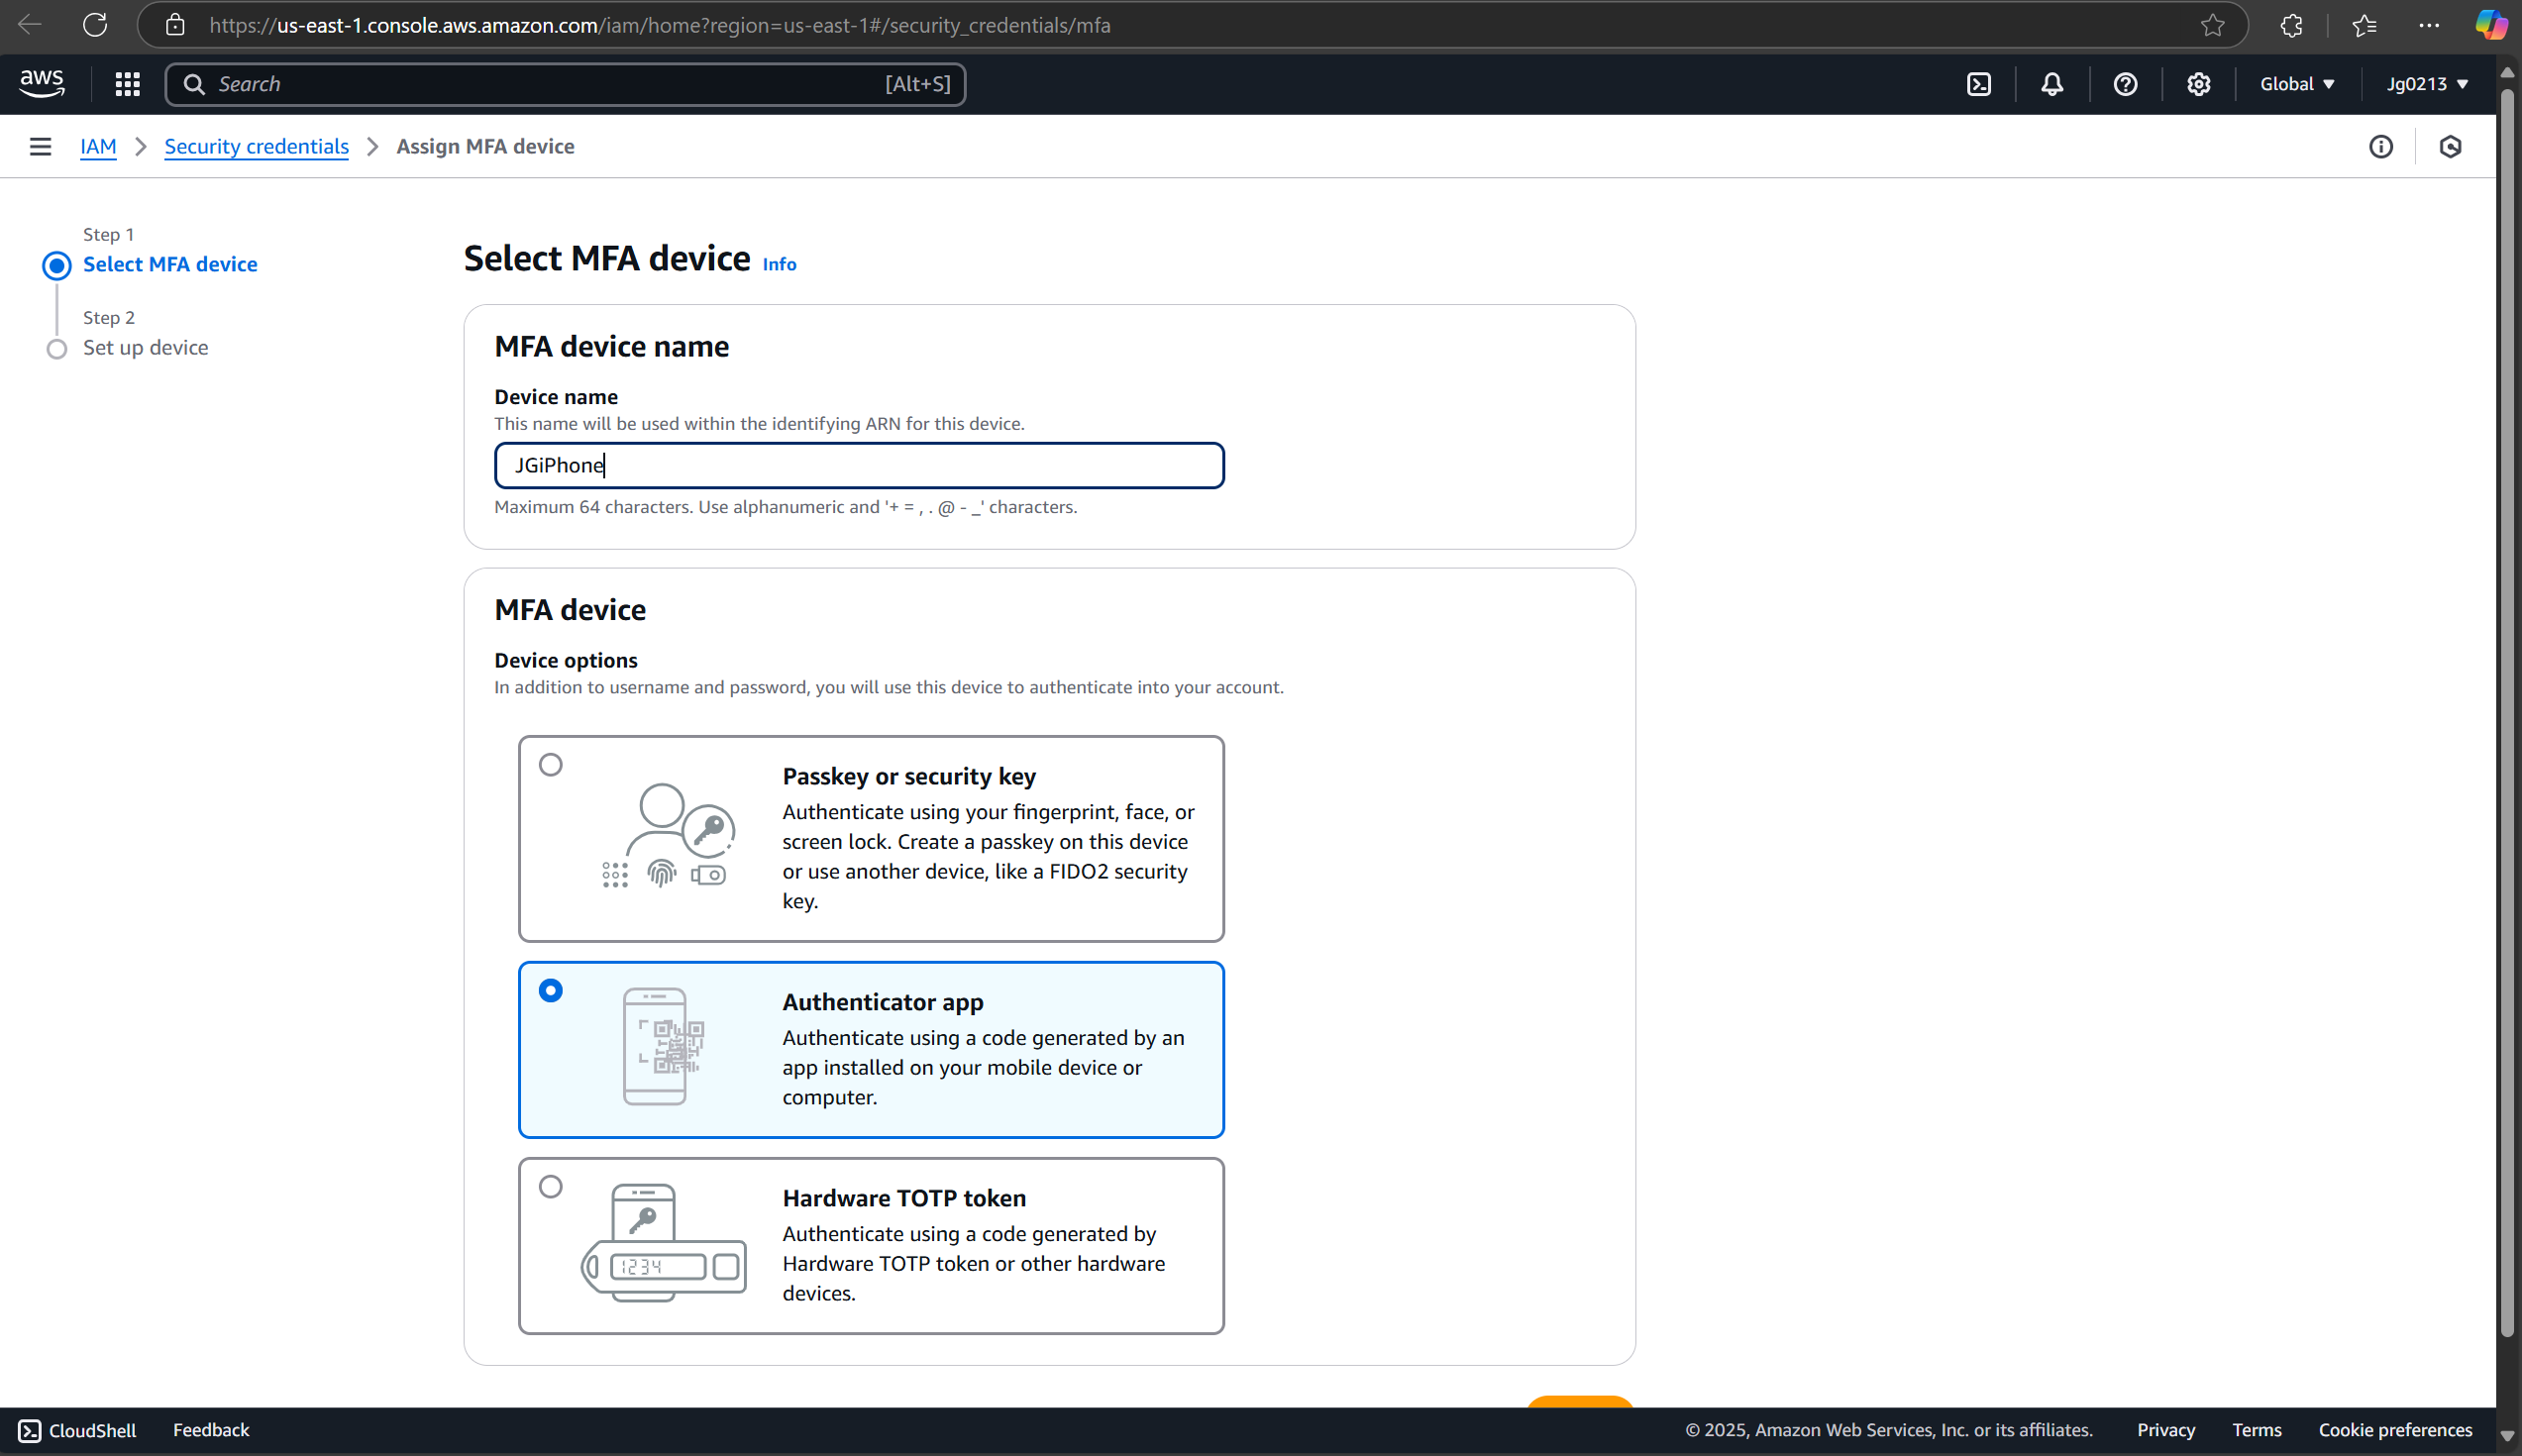 https://us-east-1.console.aws.amazon.com/iam/home?region=us-east-1#/security_credentials/mfa
aws
Search [Alt+S]
Global
Jg0213
IAM
Security credentials
Assign MFA device
Step 1
Select MFA device
Step 2
Set up device
Select MFA device Info
MFA device name
Device name
This name will be used within the identifying ARN for this device.
JGiPhone
Maximum 64 characters. Use alphanumeric and '+ = , . @ - _' characters.
MFA device
Device options
In addition to username and password, you will use this device to authenticate into your account.
Passkey or security key
Authenticate using your fingerprint, face, or
screen lock. Create a passkey on this device
or use another device, like a FIDO2 security
key.
Authenticator app
Authenticate using a code generated by an
app installed on your mobile device or
computer.
Hardware TOTP token
Authenticate using a code generated by
Hardware TOTP token or other hardware
devices.
1234
CloudShell
Feedback
© 2025, Amazon Web Services, Inc. or its affiliates.
Privacy
Terms
Cookie preferences